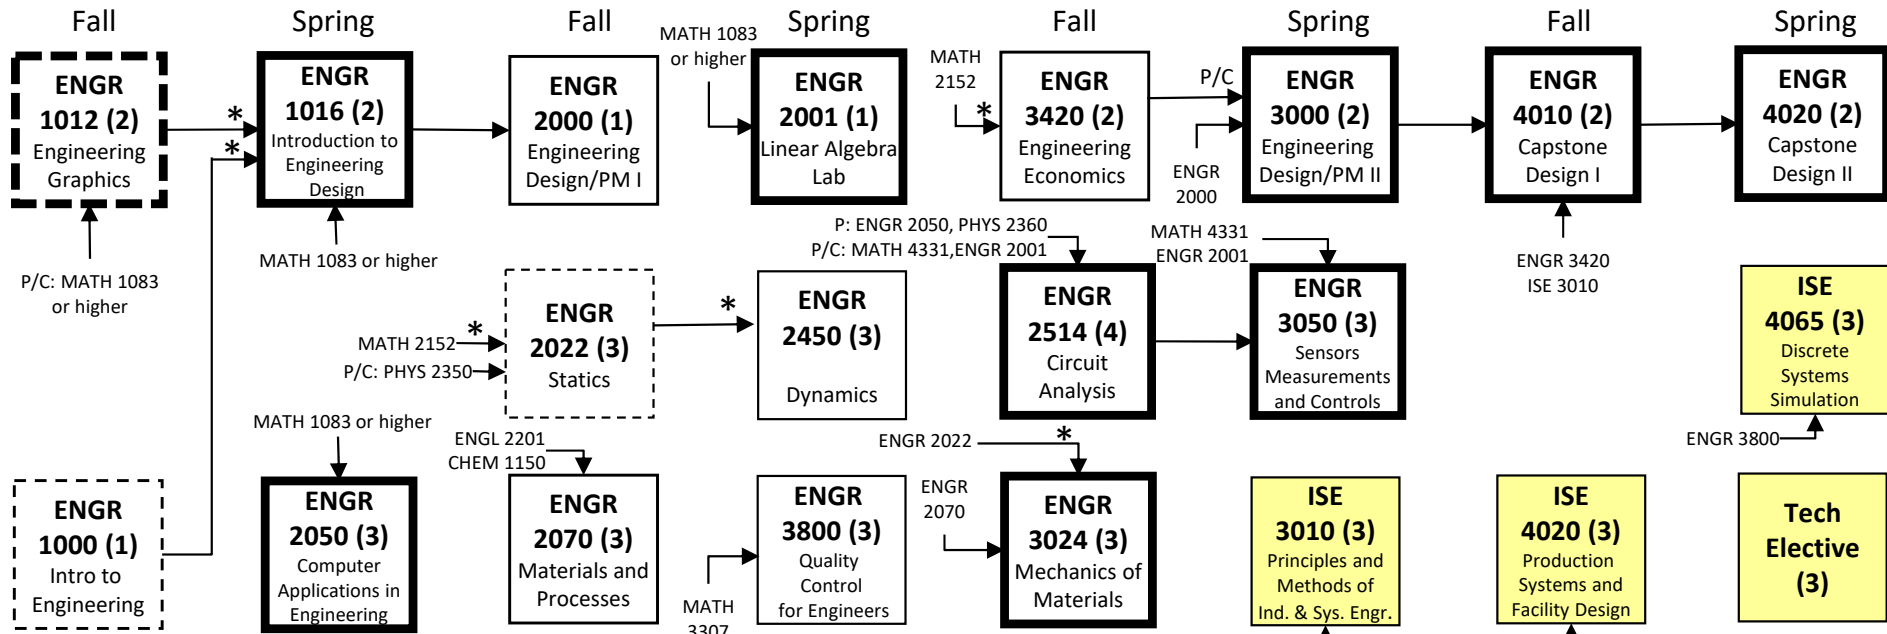 Fall
Spring
Fall
Spring
Fall
Spring
Fall
Spring
ENGR
1012 (2)
Engineering
Graphics
P/C: MATH 1083
or higher
*
*
ENGR
1016 (2)
Introduction to
Engineering
Design
MATH 1083 or higher
ENGR
2000 (1)
Engineering
Design/PM I
MATH 1083
or higher
ENGR
2001 (1)
Linear Algebra
Lab
MATH
2152
*
ENGR
3420 (2)
Engineering
Economics
P/C
ENGR
2000
ENGR
3000 (2)
Engineering
Design/PM II
ENGR
4010 (2)
Capstone
Design I
ENGR 3420
ISE 3010
ENGR
4020 (2)
Capstone
Design II
MATH 2152
*
P/C: PHYS 2350
ENGR
2022 (3)
Statics
*
ENGR
2450 (3)
Dynamics
P: ENGR 2050, PHYS 2360
P/C: MATH 4331,ENGR 2001
ENGR
2514 (4)
Circuit
Analysis
MATH 4331
ENGR 2001
ENGR
3050 (3)
Sensors
Measurements
and Controls
ISE
4065 (3)
Discrete
Systems
Simulation
ENGR 3800
ENGR
1000 (1)
Intro to
Engineering
MATH 1083 or higher
ENGR
2050 (3)
Computer
Applications in
Engineering
ENGL 2201
CHEM 1150
ENGR
2070 (3)
Materials and
Processes
MATH
3307
ENGR
3800 (3)
Quality
Control
for Engineers
ENGR 2022
*
ENGR
2070
ENGR
3024 (3)
Mechanics of
Materials
ISE
3010 (3)
Principles and
Methods of
Ind. & Sys. Engr.
ISE
4020 (3)
Production
Systems and
Facility Design
Tech
Elective
(3)